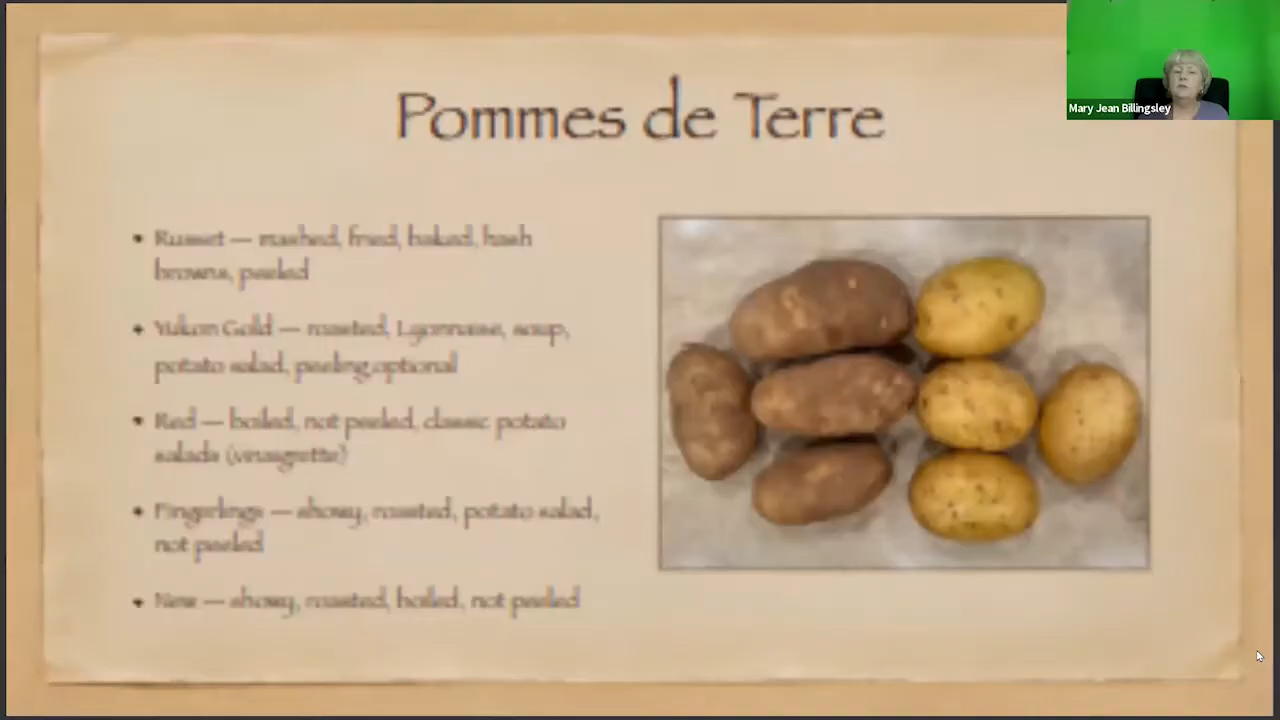 Pommes de Terre
Mary Jean Billingsley
• Russet — mashed, fried, baked, hash
browns, peeled
• Yukon Gold — roasted, Lyonnaise, soup,
potato salad, peeling optional
• Red — boiled, not peeled, classic potato
salads (vinaigrette)
• Fingerlings — showy, roasted, potato salad,
not peeled
• New — showy, roasted, boiled, not peeled